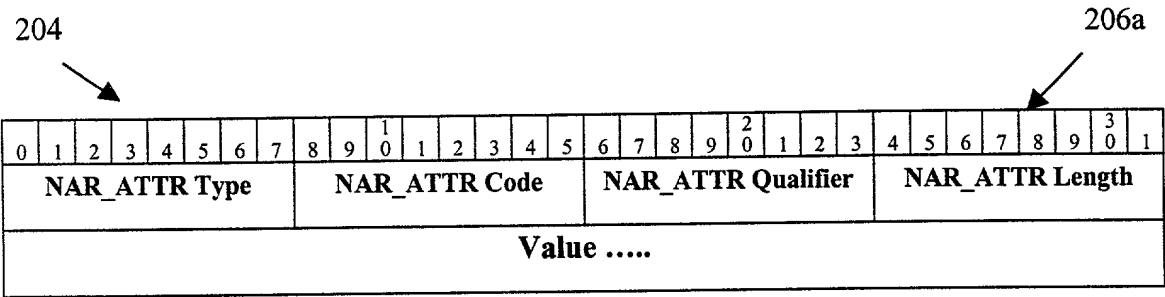 204 206a
1 2 3
0 1 2 3 4 5 6 7 8 9 0 1 2 3 4 5 6 7 8 9 0 1 2 3 4 5 6 7 8 9 0 1
NAR_ATTR Type NAR_ATTR Code NAR_ATTR Qualifier NAR_ATTR Length
Value .....